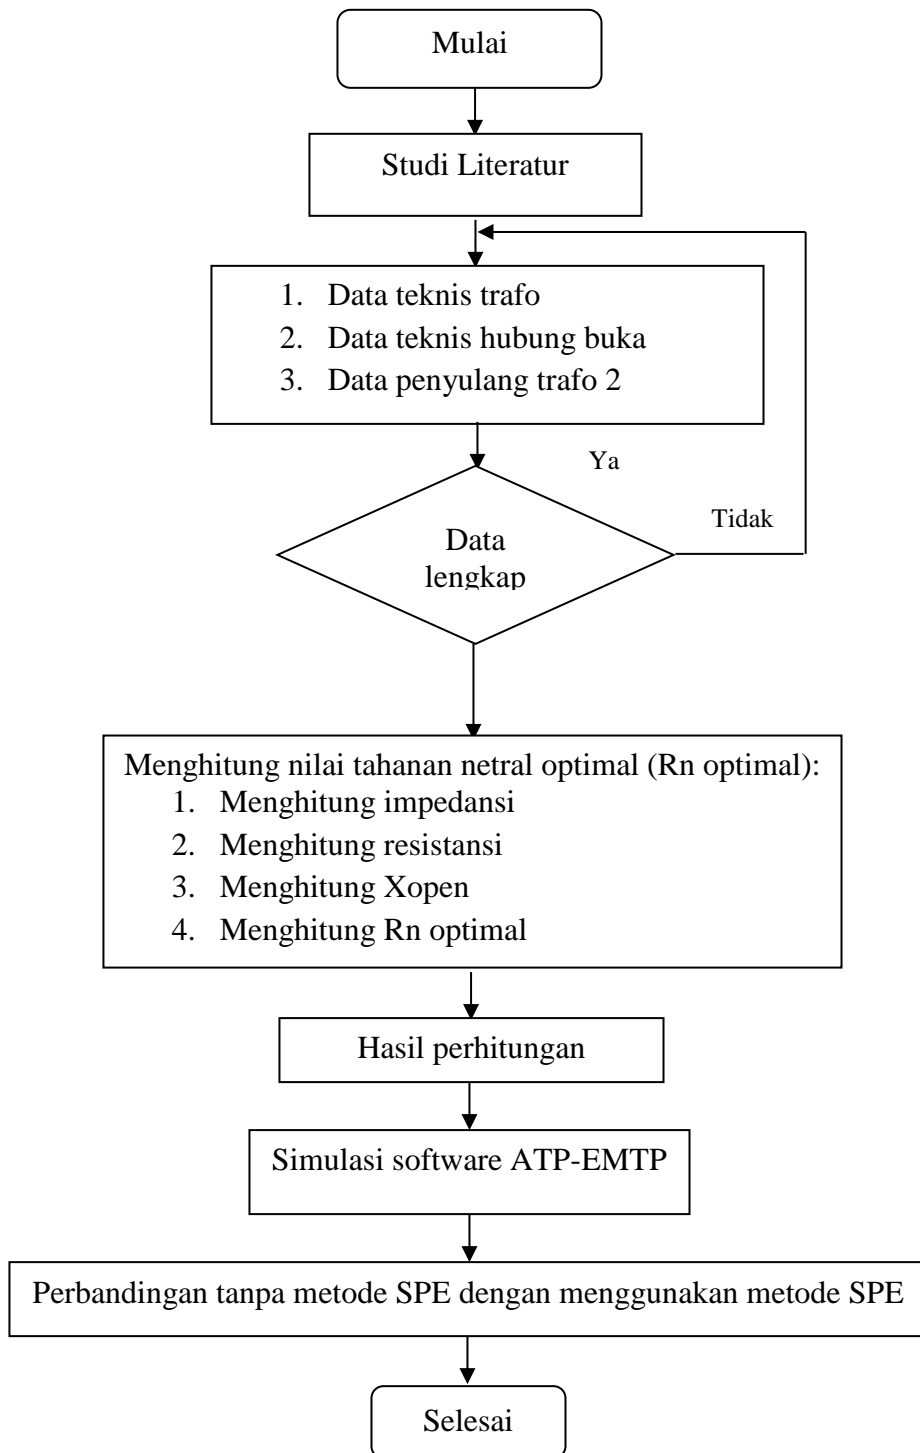 Mulai
Studi Literatur
1. Data teknis trafo
2. Data teknis hubung buka
3. Data penyulang trafo 2
Ya
Tidak
Data
lengkap
Menghitung nilai tahanan netral optimal (Rn optimal):
1. Menghitung impedansi
2. Menghitung resistansi
3. Menghitung Xopen
4. Menghitung Rn optimal
Hasil perhitungan
Simulasi software ATP-EMTP
Perbandingan tanpa metode SPE dengan menggunakan metode SPE
Selesai